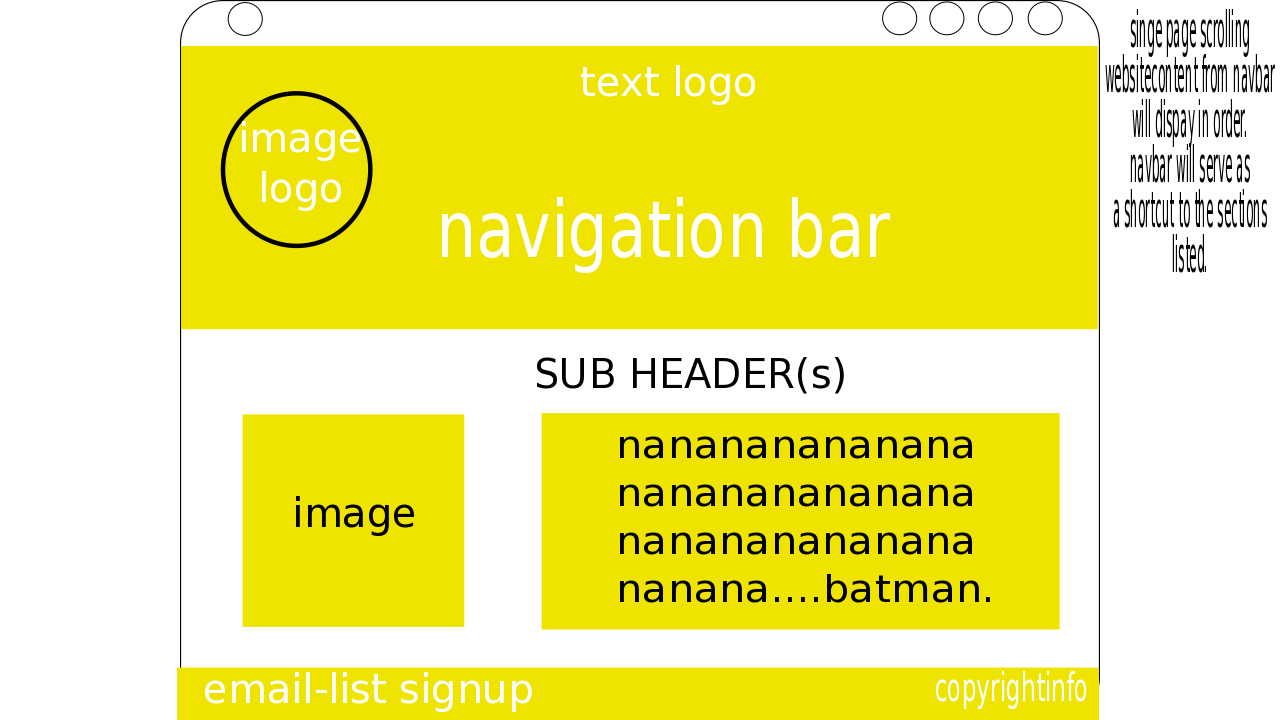 text logo
image
logo
navigation bar
SUB HEADER(s)
image
nananananananana
nananananananana
nananananananana
nanana....batman.
email-list signup
copyrightinfo
singe page scrolling
websitecontent from navbar
will dispay in order.
navbar will serve as
a shortcut to the sections
listed.